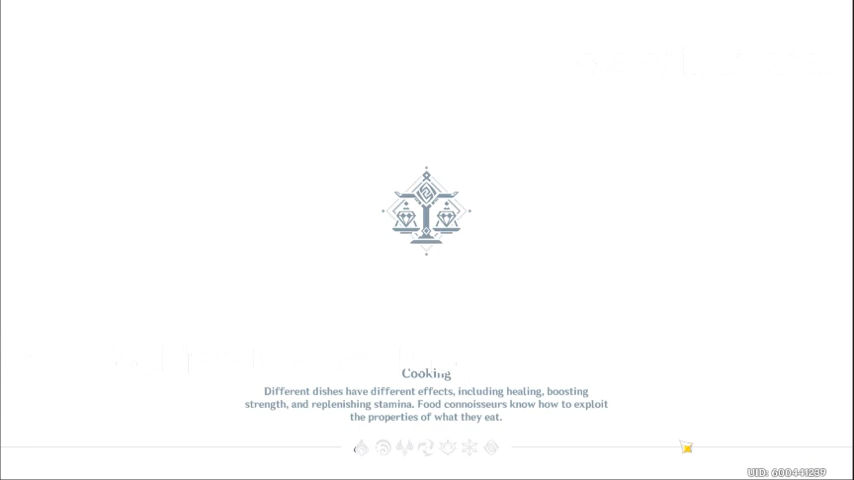 Cooking
Different dishes have different effects, including healing, boosting
strength, and replenishing stamina. Food connoisseurs know how to exploit
the properties of what they eat.
UID: 600441239